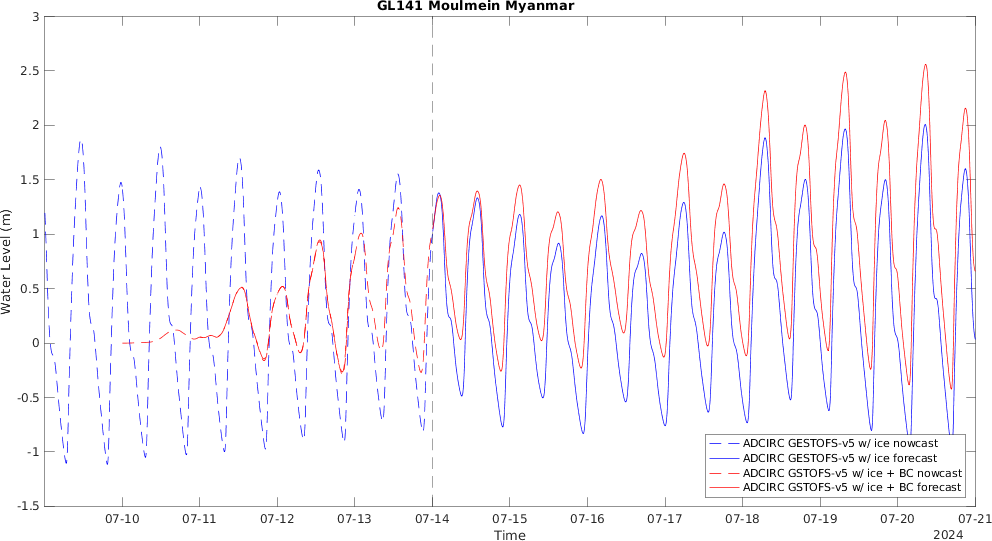 GL141 Moulmein Myanmar
3
2.5
2
1.5
1
0.5
0
-0.5
-1
-1.5
Water Level (m)
ADCIRC GESTOFS-v5 w/ ice nowcast
ADCIRC GESTOFS-v5 w/ ice forecast
ADCIRC GSTOFS-v5 w/ ice + BC nowcast
ADCIRC GSTOFS-v5 w/ ice + BC forecast
07-10 07-11 07-12 07-13 07-14 07-15 07-16 07-17 07-18 07-19 07-20 07-21
Time
2024